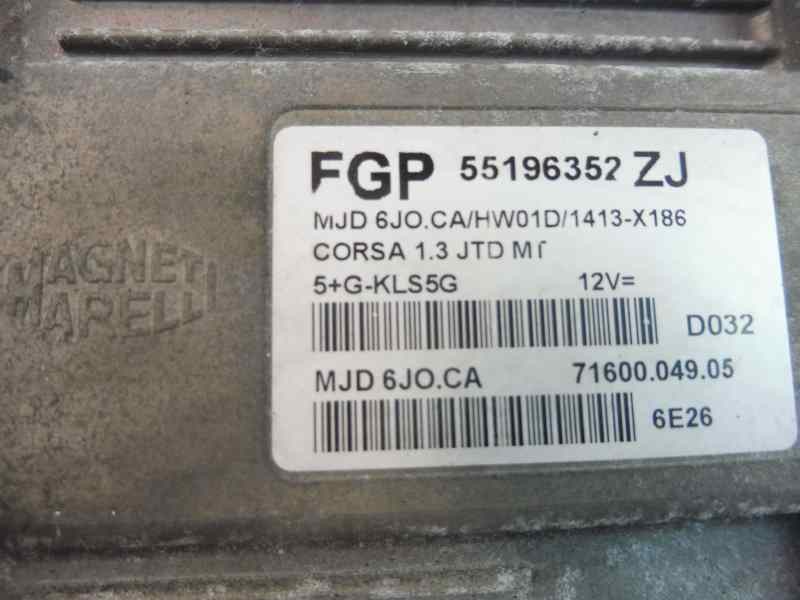 MAGNETI
MARELLI
FGP 55196352 ZJ
MJD 6JO.CA/HW01D/1413-X186
CORSA 1.3 JTD
5+G-KLS5G 12V=
D032
MJD 6JO.CA 71600.049.05
6E26